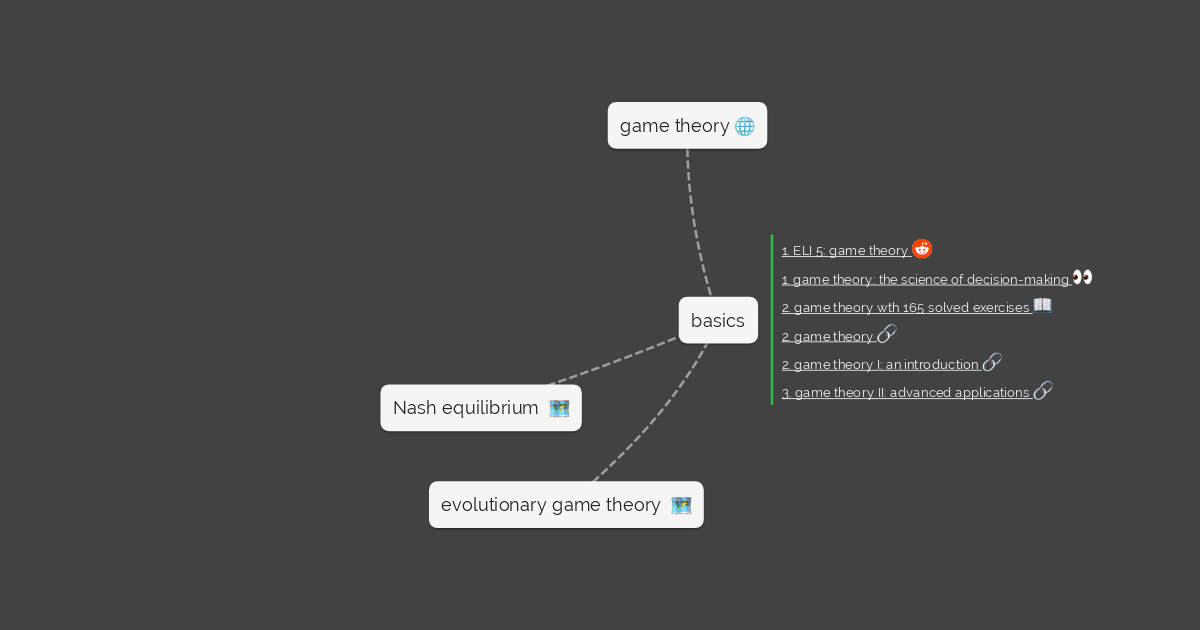 game theory 🌐
1. ELI 5: game theory
1. game theory: the science of decision-making 👀
basics
2. game theory wth 165 solved exercises 📖
2. game theory 🔗
2. game theory I: an introduction 🔗
3. game theory II: advanced applications 🔗
Nash equilibrium 🗺️
evolutionary game theory 🗺️